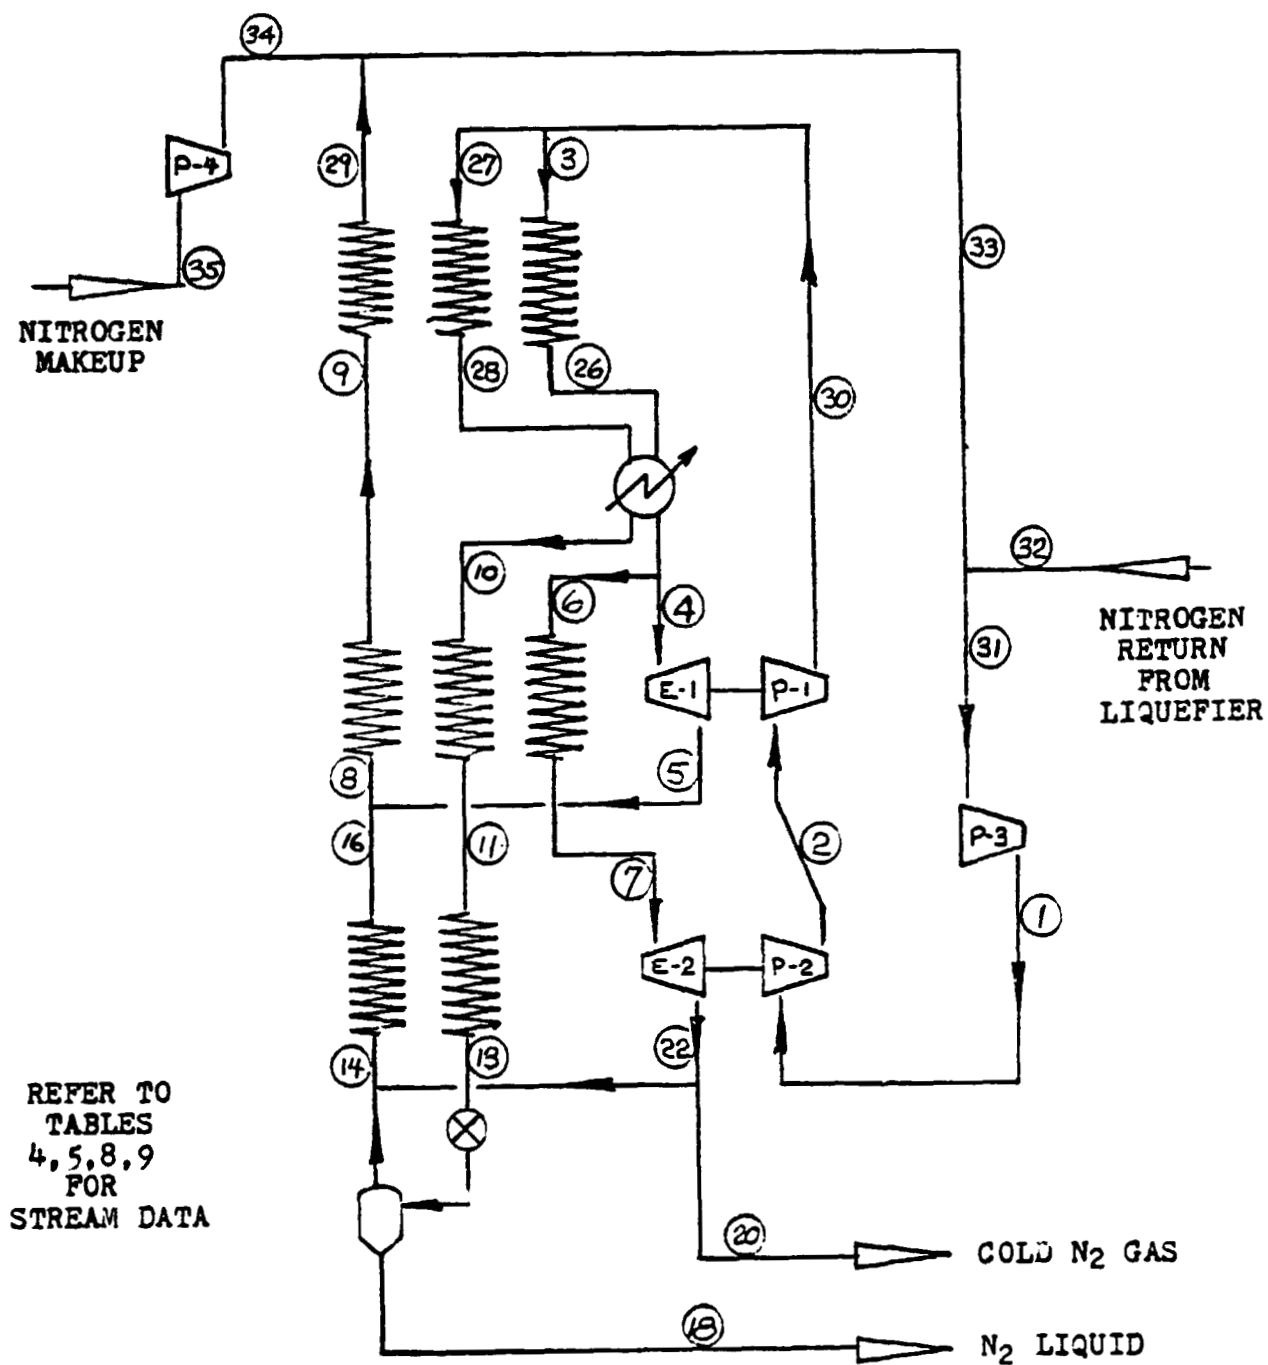 34
P-4
29
27
3
35
33
NITROGEN
MAKEUP
9
28
26
30
10
6
4
32
NITROGEN
RETURN
FROM
LIQUEFIER
31
E-1
P-1
8
5
16
11
2
P-3
7
1
E-2
P-2
14
13
22
REFER TO
TABLES
4,5,8,9
FOR
STREAM DATA
20
COLD N2 GAS
18
N2 LIQUID